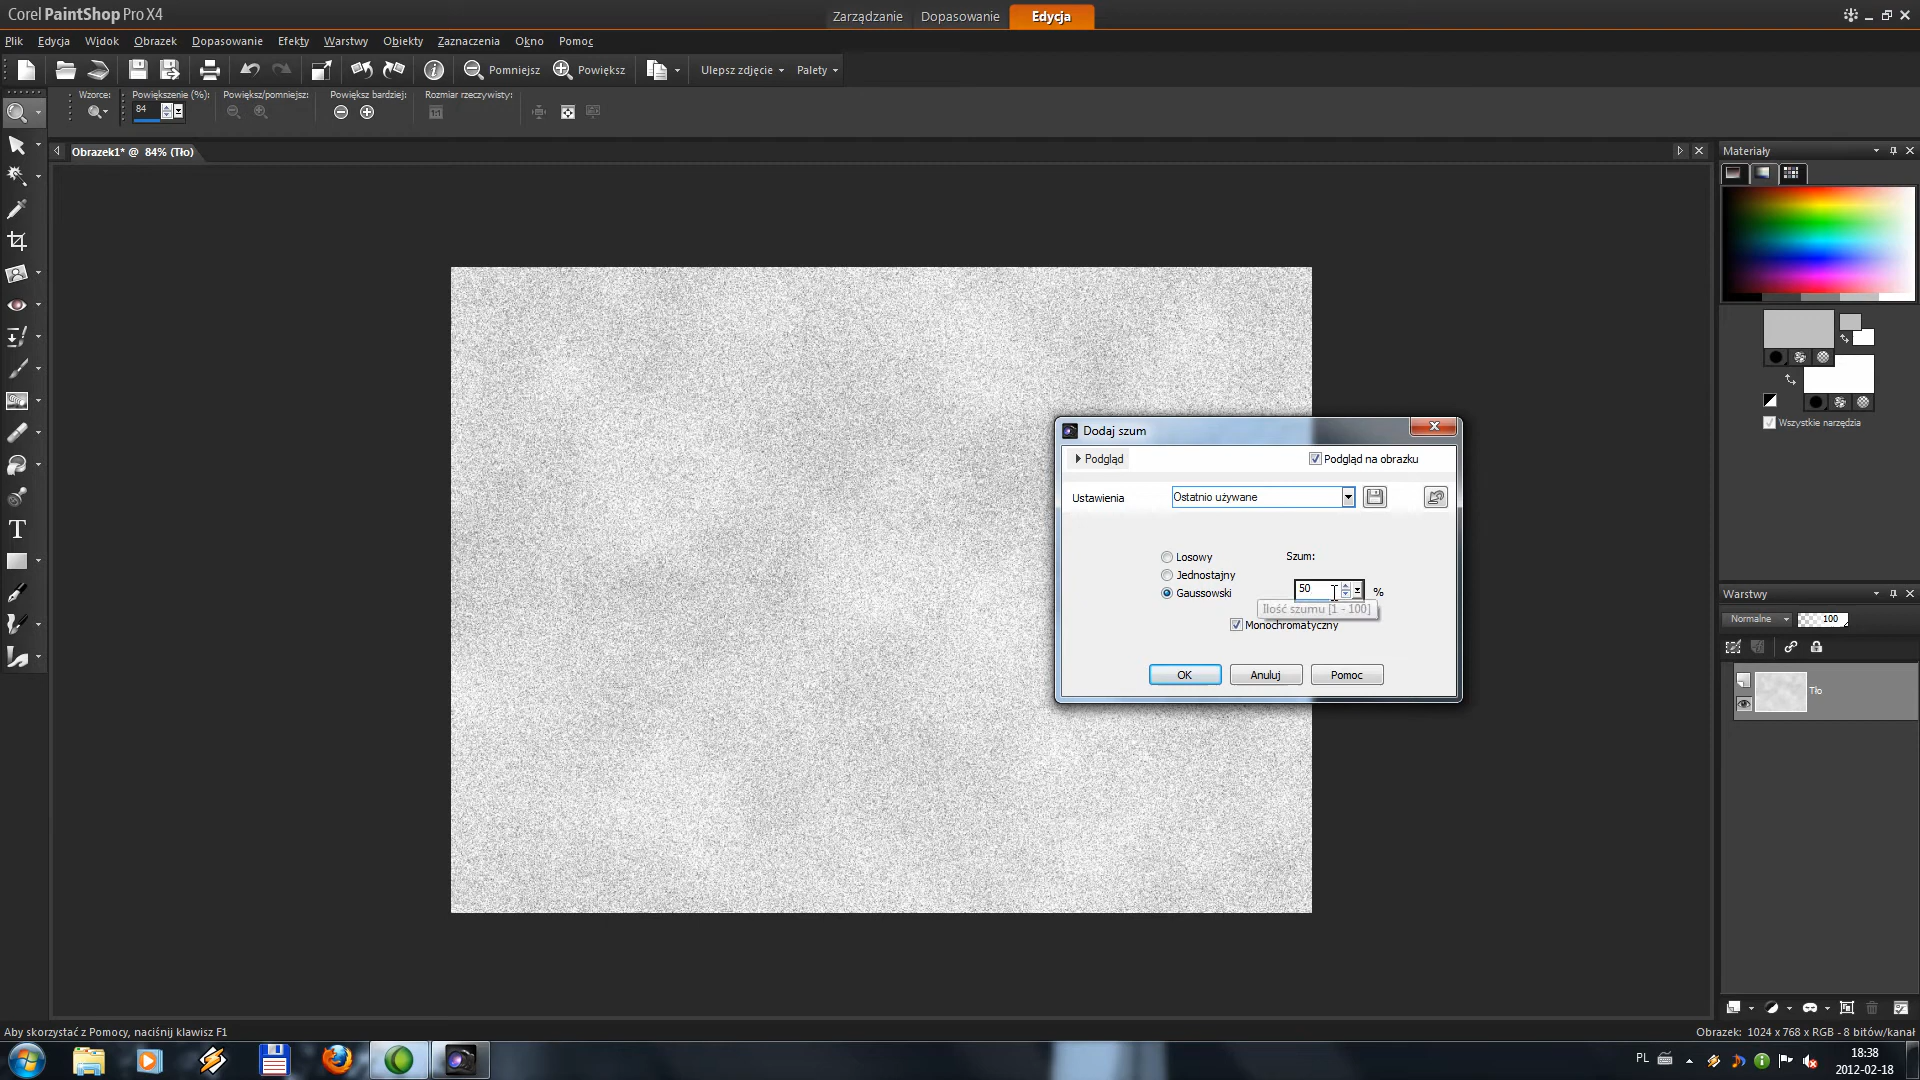 Corel PaintShop Pro X4
Zarządzanie
Dopasowanie
Edycja
Plik
Edycja
Widok
Obrazek
Dopasowanie
Efekty
Warstwy
Obiekty
Zaznaczenia
Okno
Pomoc
Pomniejsz
Powiększ
Ulepsz zdjęcie
Palety
Wzorce:
Powiększenie (%):
Powiększ/pomniejsz:
Powiększ bardziej:
Rozmiar rzeczywisty:
84
Obrazek1* @ 84% (Tło)
Materiały
Wszystkie narzędzia
Dodaj szum
Podgląd
Podgląd na obrazku
Ustawienia
Ostatnio używane
Losowy
Szum:
Jednostajny
Gaussowski
50
%
Ilość szumu [1 - 100]
Monochromatyczny
OK
Anuluj
Pomoc
Warstwy
Normalne
100
Tło
Aby skorzystać z Pomocy, naciśnij klawisz F1
Obrazek: 1024 x 768 x RGB - 8 bitów/kanał
PL
18:38
2012-02-18